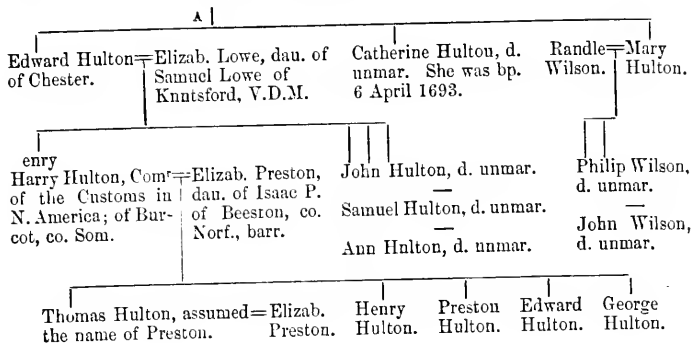 A
Edward Hulton = Elizab. Lowe, dau. of
of Chester. Samuel Lowe of
Knntsford, V.D.M.
Catherine Hulton, d.
unmar. She was bp.
6 April 1693.
Randle = Mary
Wilson. Hulton.
enry
Harry Hulton, Comr = Elizab. Preston,
of the Customs in dau. of Isaac P.
N. America; of Bur- of Beeston, co.
cot, co. Som. Norf., barr.
John Hulton, d. unmar.
—
Samuel Hulton, d. unmar.
—
Ann Hnlton, d. unmar.
Philip Wilson,
d. unmar.
—
John Wilson,
d. unmar.
Thomas Hulton, assumed = Elizab.
the name of Preston. Preston.
Henry
Hulton.
Preston
Hulton.
Edward
Hulton.
George
Hulton.